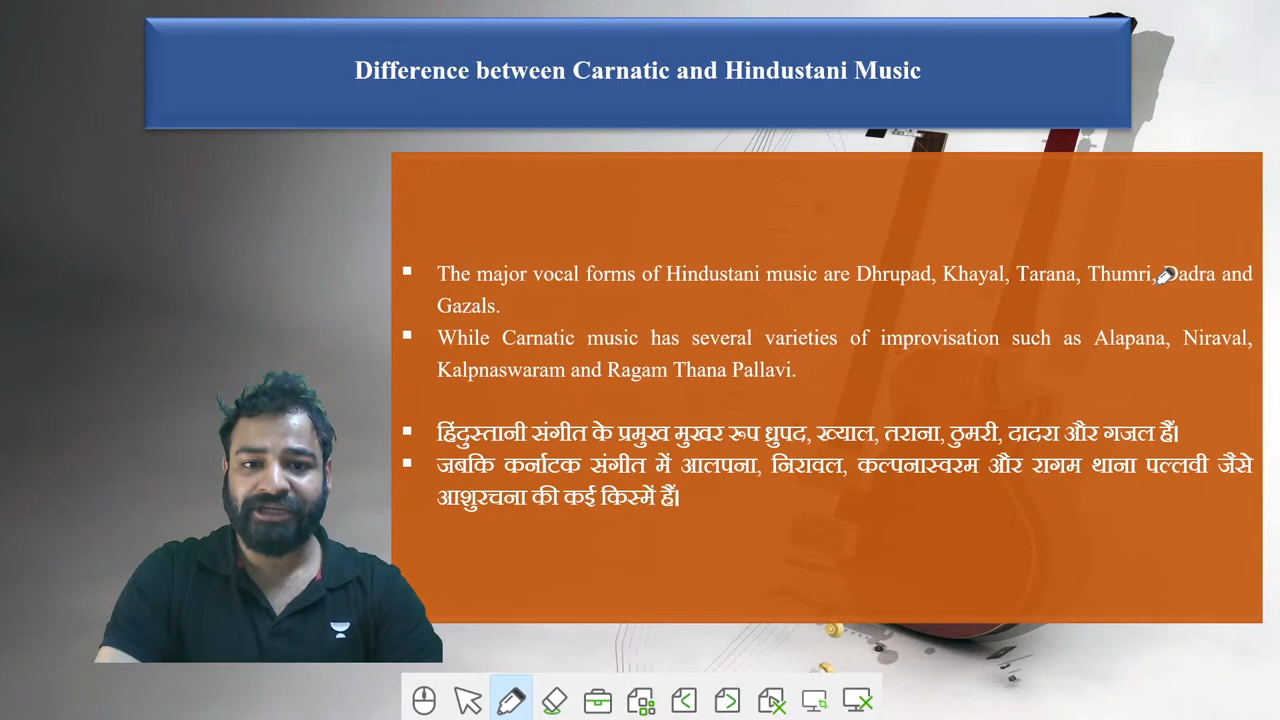 Difference between Carnatic and Hindustani Music
The major vocal forms of Hindustani music are Dhrupad, Khayal, Tarana, Thumri, Dadra and
Gazals.
While Carnatic music has several varieties of improvisation such as Alapana, Niraval,
Kalpnaswaram and Ragam Thana Pallavi.
हिंदुस्तानी संगीत के प्रमुख मुखर रूप ध्रुपद, ख्याल, तराना, ठुमरी, दादरा और गजल हैं।
जबकि कर्नाटक संगीत में आलपना, निरावल, कल्पनास्वरम और रागम थाना पल्लवी जैसे
आशुरचना की कई किस्में हैं।